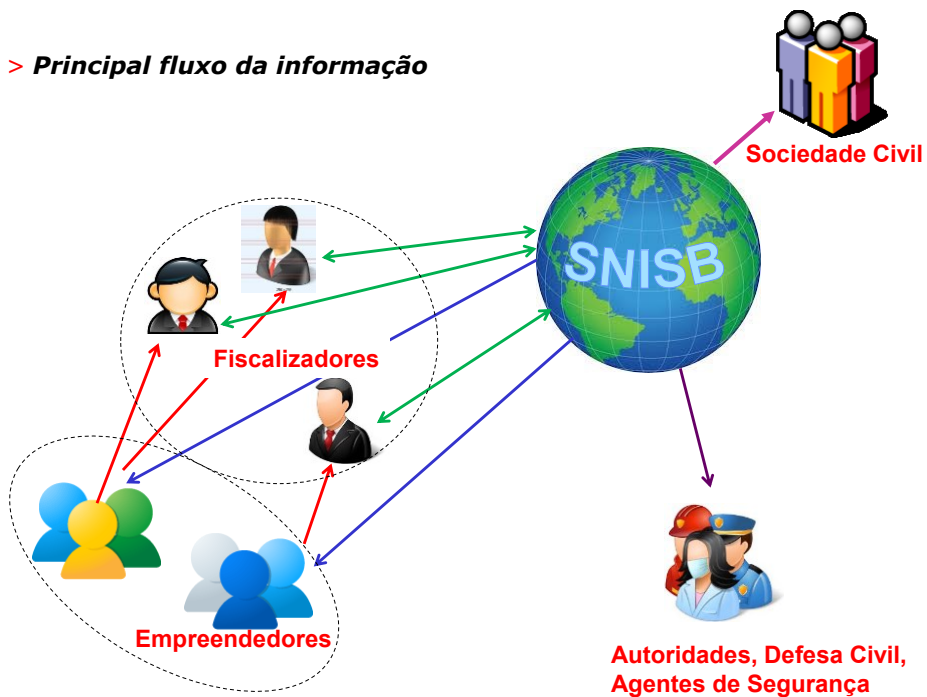 > Principal fluxo da informação
Sociedade Civil
SNISB
Fiscalizadores
Empreendedores
Autoridades, Defesa Civil,
Agentes de Segurança